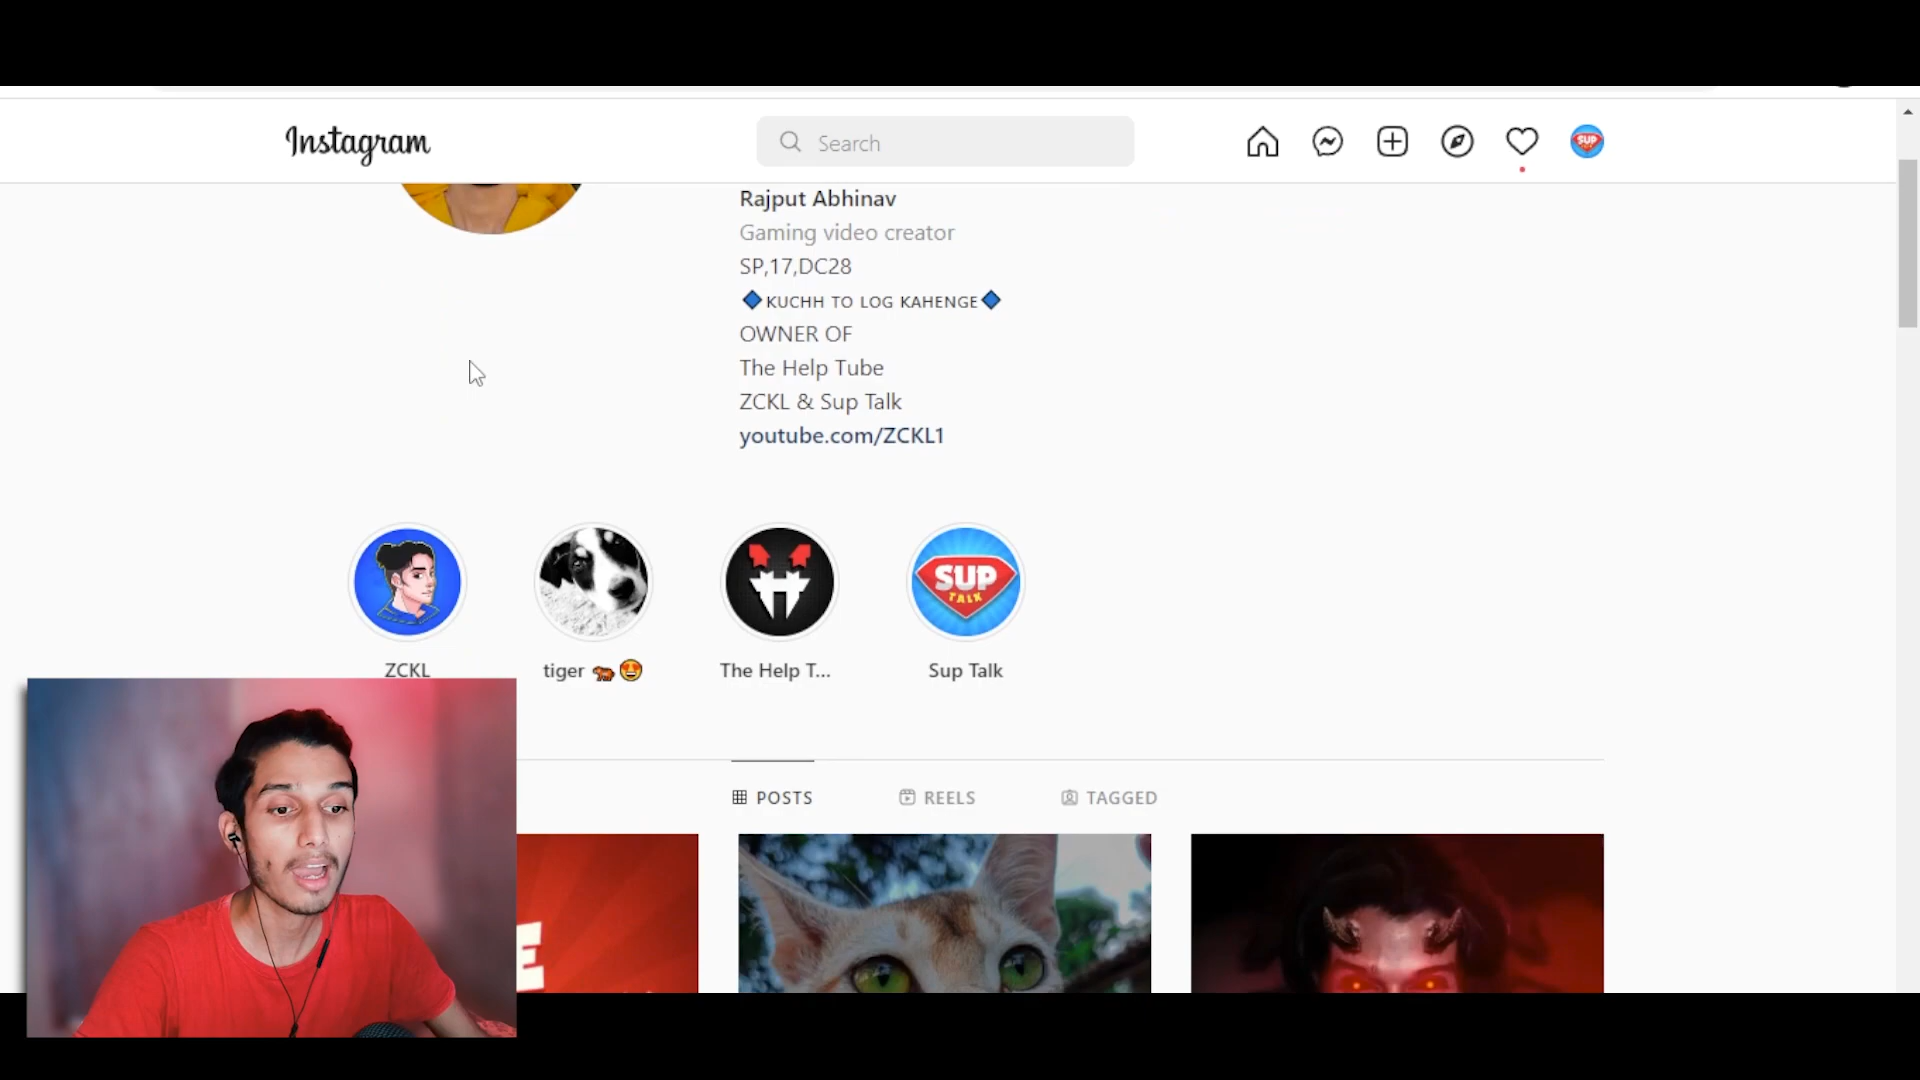 Instagram
Search
SUP
Rajput Abhinav
Gaming video creator
SP,17,DC28
🔷KUCHH TO LOG KAHENGE🔷
OWNER OF
The Help Tube
ZCKL & Sup Talk
youtube.com/ZCKL1
SUP
TALK
ZCKL
tiger 🐅😍
The Help T...
Sup Talk
POSTS
REELS
TAGGED
E